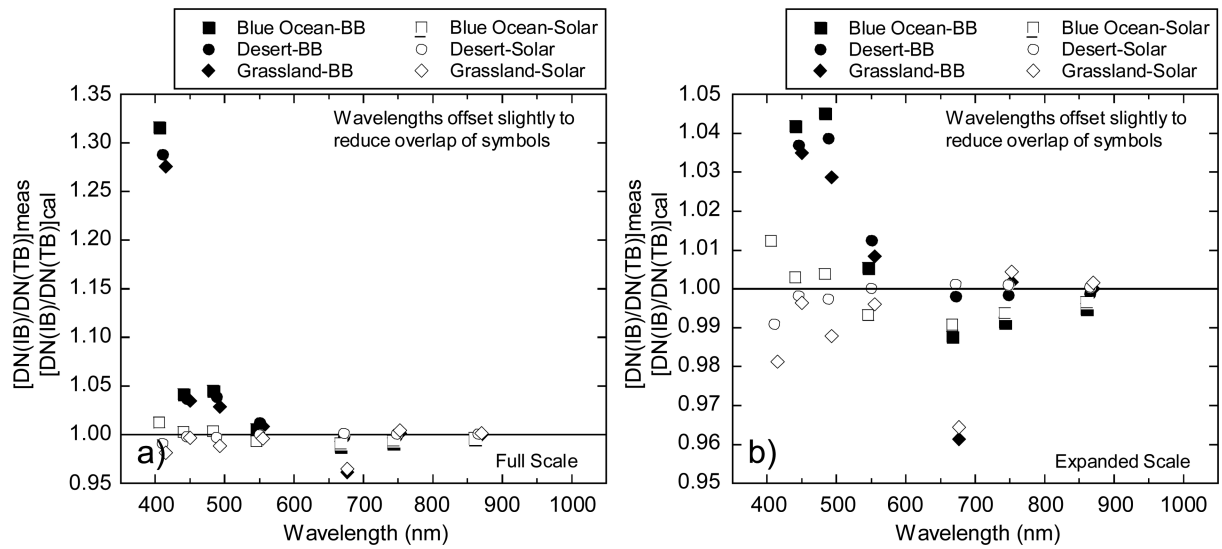 Blue Ocean-BB Blue Ocean-Solar
Desert-BB Desert-Solar
Grassland-BB Grassland-Solar
1.35
1.30
1.25
1.20
1.15
1.10
1.05
1.00
0.95
[DN(IB)/DN(TB)]meas
[DN(IB)/DN(TB)]cal
Wavelengths offset slightly to
reduce overlap of symbols
a)
Full Scale
400 500 600 700 800 900 1000
Wavelength (nm)
Blue Ocean-BB Blue Ocean-Solar
Desert-BB Desert-Solar
Grassland-BB Grassland-Solar
1.05
1.04
1.03
1.02
1.01
1.00
0.99
0.98
0.97
0.96
0.95
[DN(IB)/DN(TB)]meas
[DN(IB)/DN(TB)]cal
Wavelengths offset slightly to
reduce overlap of symbols
b)
Expanded Scale
400 500 600 700 800 900 1000
Wavelength (nm)